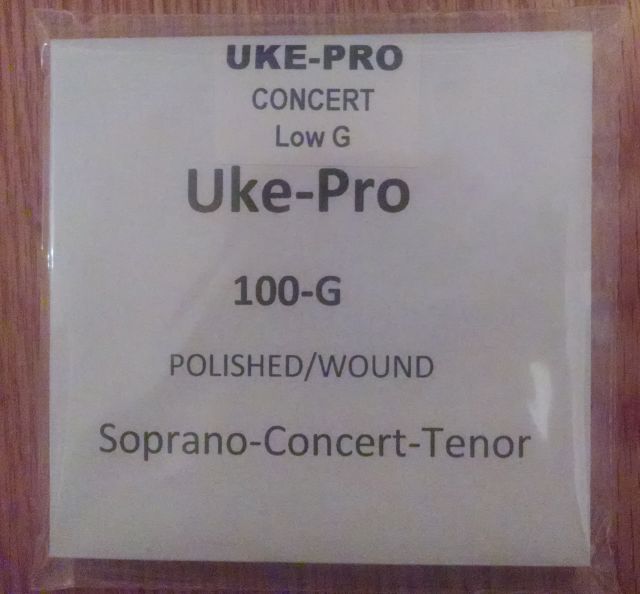 UKE-PRO
CONCERT
Low G
Uke-Pro
100-G
POLISHED/WOUND
Soprano-Concert-Tenor